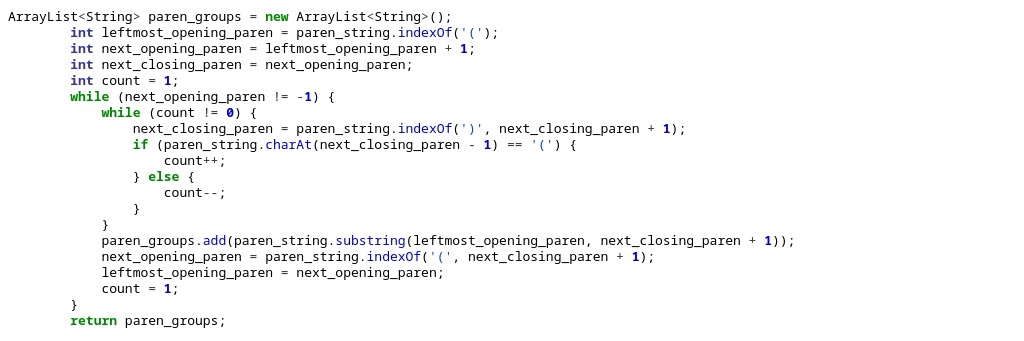 ArrayList<String> paren_groups = new ArrayList<String>();
        int leftmost_opening_paren = paren_string.indexOf('(');
        int next_opening_paren = leftmost_opening_paren + 1;
        int next_closing_paren = next_opening_paren;
        int count = 1;
        while (next_opening_paren != -1) {
            while (count != 0) {
                next_closing_paren = paren_string.indexOf(')', next_closing_paren + 1);
                if (paren_string.charAt(next_closing_paren - 1) == '(') {
                    count++;
                } else {
                    count--;
                }
            }
            paren_groups.add(paren_string.substring(leftmost_opening_paren, next_closing_paren + 1));
            next_opening_paren = paren_string.indexOf('(', next_closing_paren + 1);
            leftmost_opening_paren = next_opening_paren;
            count = 1;
        }
        return paren_groups;